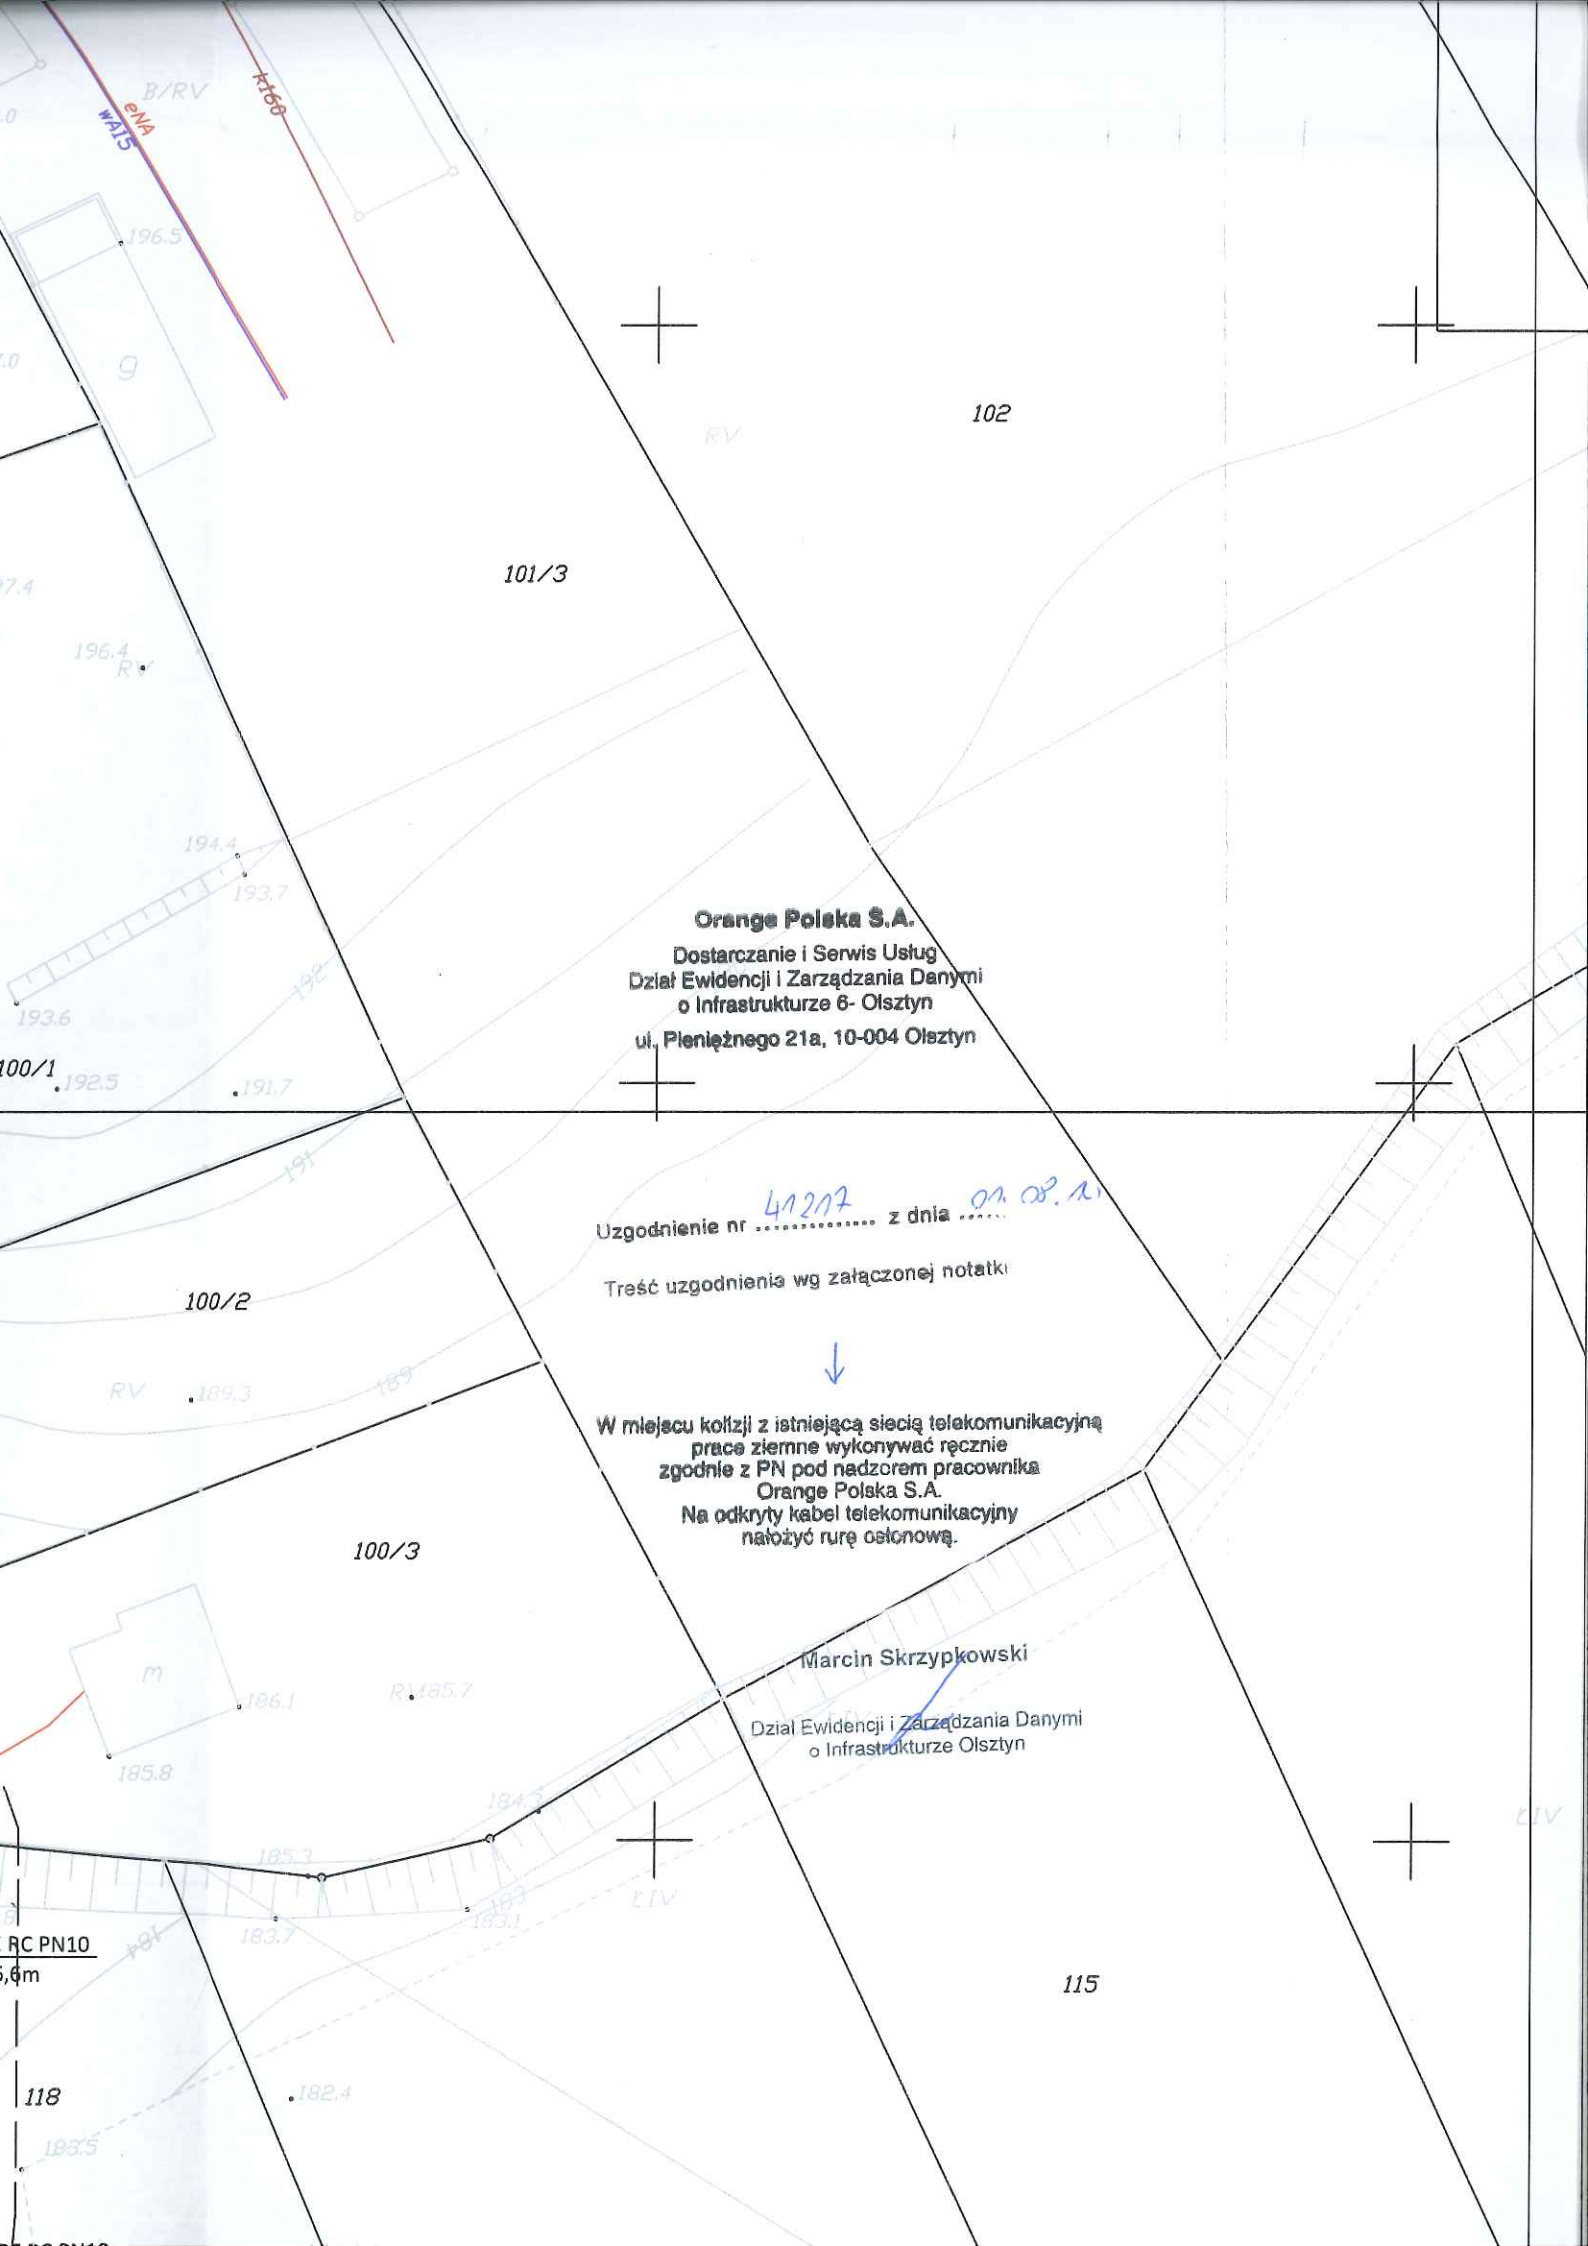 B/RV
k160
eNA
wA15
196.5
g
102
RV
101/3
196.4
RV
194.4
193.7
Orange Polska S.A.
Dostarczanie i Serwis Usług
Dział Ewidencji i Zarządzania Danymi
o Infrastrukturze 6- Olsztyn
ul. Pieniężnego 21a, 10-004 Olsztyn
193.6
100/1
192.5
191.7
191
Uzgodnienie nr 41217 z dnia 01.08.
Treść uzgodnienia wg załączonej notatki
100/2
RV
189.3
189
W miejscu kolizji z istniejącą siecią telekomunikacyjną
prace ziemne wykonywać ręcznie
zgodnie z PN pod nadzorem pracownika
Orange Polska S.A.
Na odkryty kabel telekomunikacyjny
nałożyć rurę osłonową.
100/3
Marcin Skrzypkowski
m
186.1
185.7
Dział Ewidencji i Zarządzania Danymi
o Infrastrukturze Olsztyn
185.8
ŁIV
185.3
183
183.1
ŁIV
183.7
184
RC PN10
115
118
182.4
183.5